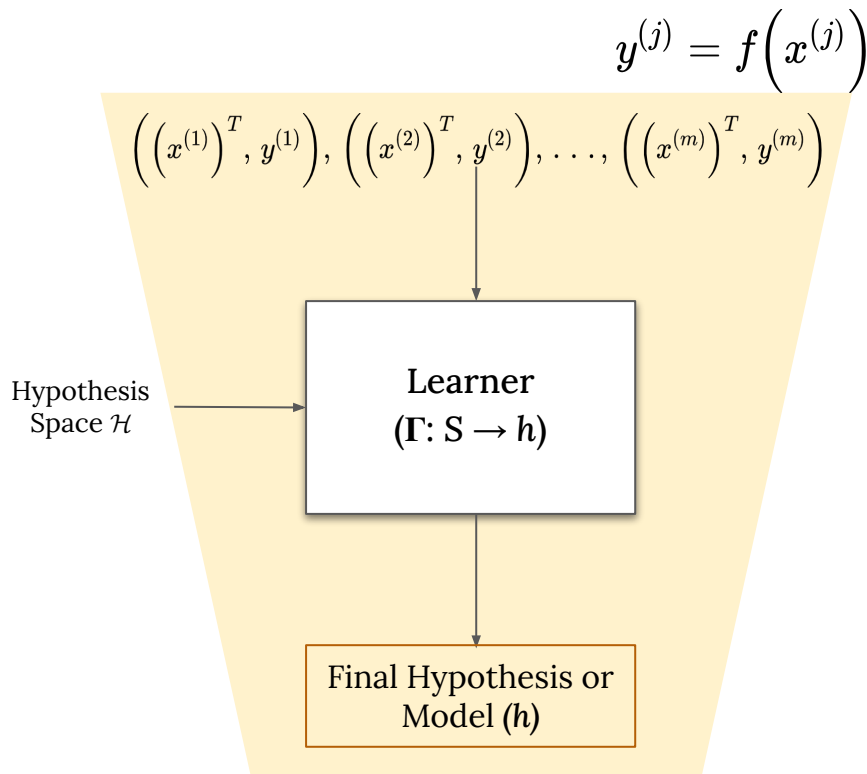 y^{(j)} = f(x^{(j)})
((x^{(1)})^T, y^{(1)}), ((x^{(2)})^T, y^{(2)}), . . . , ((x^{(m)})^T, y^{(m)})
Learner
(Γ: S → h)
Hypothesis
Space ℋ
Final Hypothesis or
Model (h)